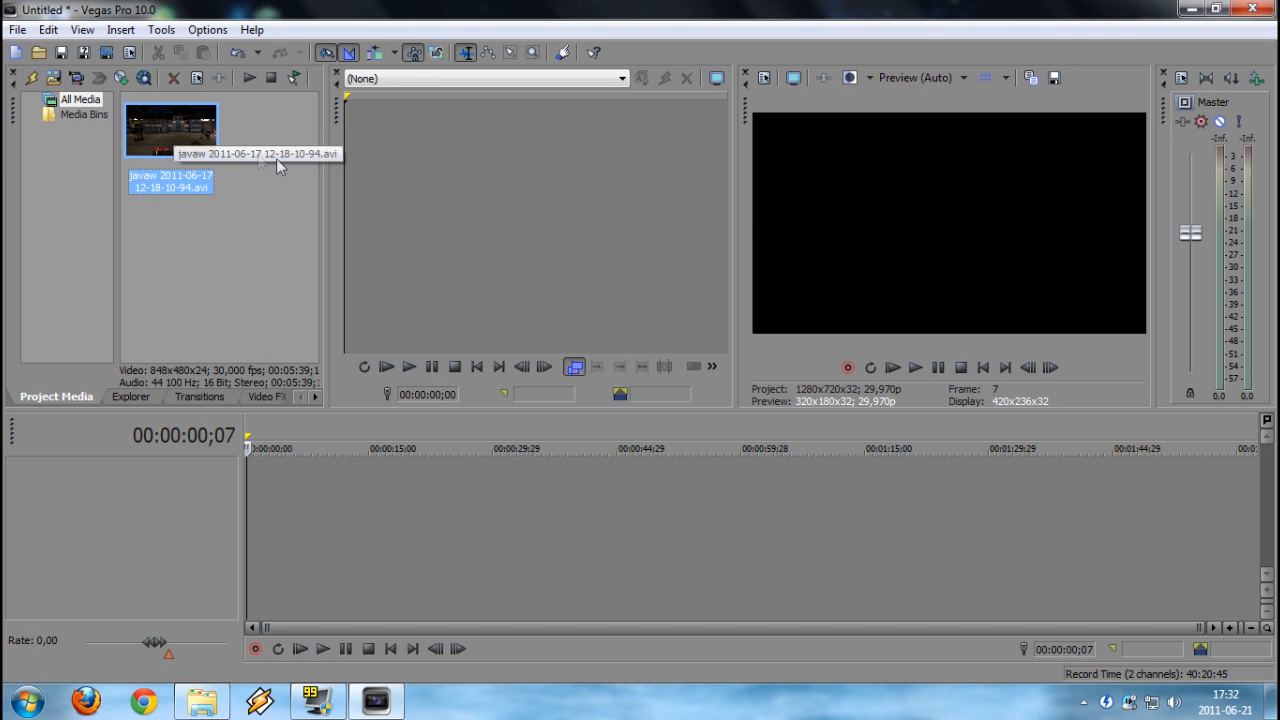 Untitled * - Vegas Pro 10.0
File Edit View Insert Tools Options Help
(None)
Preview (Auto)
Master
All Media
Media Bins
javaw 2011-06-17 12-18-10-94.avi
javaw 2011-06-17
12-18-10-94.avi
-Inf. -Inf.
- 3 -
- 6 -
- 9 -
-12-
-15-
-18-
-21-
-24-
-27-
-30-
-33-
-36-
-39-
-42-
-45-
-48-
-51-
-54-
-57-
0.0 0.0
Video: 848x480x24; 30,000 fps; 00:05:39;1
Audio: 44 100 Hz; 16 Bit; Stereo; 00:05:39;1
Project Media Explorer Transitions Video FX
00:00:00;00
Project: 1280x720x32; 29,970p Frame: 7
Preview: 320x180x32; 29,970p Display: 420x236x32
00:00:00;07
0:00:00;00 00:00:15;00 00:00:29;29 00:00:44;29 00:00:59;28 00:01:15;00 00:01:29;29 00:01:44;29 00:0
Rate: 0,00
00:00:00;07
Record Time (2 channels): 40:20:45
99
17:32
2011-06-21